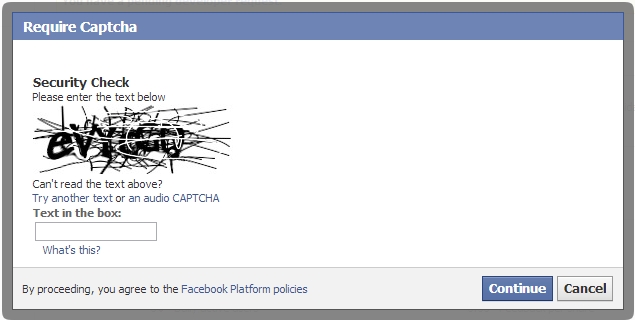 Require Captcha
Security Check
Please enter the text below
Can't read the text above?
Try another text or an audio CAPTCHA
Text in the box:
What's this?
By proceeding, you agree to the Facebook Platform policies
Continue
Cancel